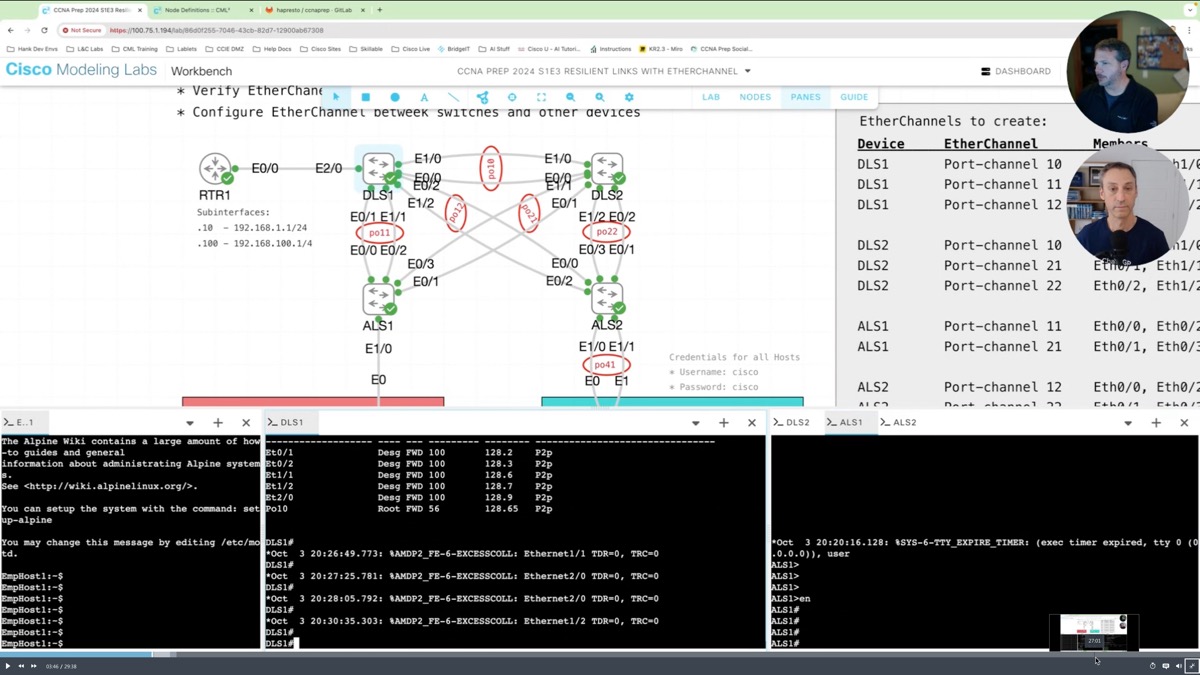 CCNA Prep 2024 S1E3 Resili
Node Definitions :: CML
hapresto / ccnaprep · GitLab
Not Secure
https://100.75.1.194/lab/86d0f255-7046-43cb-82d7-12900ab67308
Hank Dev Envs
L&C Labs
CML Training
Lablets
CCIE DMZ
Help Docs
Cisco Sites
Skillable
Cisco Live
BridgeIT
AI Stuff
Cisco U - AI Tutori...
Instructions
KR2.3 - Miro
CCNA Prep Social...
Cisco Modeling Labs
Workbench
CCNA PREP 2024 S1E3 RESILIENT LINKS WITH ETHERCHANNEL
DASHBOARD
* Verify EtherChane
* Configure EtherChannel betweek switches and other devices
A
LAB
NODES
PANES
GUIDE
RTR1
E0/0
E2/0
Subinterfaces:
.10 - 192.168.1.1/24
.100 - 192.168.100.1/4
DLS1
E1/0
E0/0
E0/2
E1/2
po10
E1/0
E0/0
E1/1
E0/1
DLS2
po12
po21
E0/1 E1/1
po11
E0/0 E0/2
E1/2 E0/2
po22
E0/3 E0/1
E0/3
E0/1
E0/0
E0/2
ALS1
ALS2
E1/0
E0
E1/0 E1/1
po41
E0 E1
Credentials for all Hosts
* Username: cisco
* Password: cisco
EtherChannels to create:
Device EtherChannel Members
DLS1 Port-channel 10
DLS1 Port-channel 11
DLS1 Port-channel 12
DLS2 Port-channel 10
DLS2 Port-channel 21 Eth0/1, Eth1/
DLS2 Port-channel 22 Eth0/2, Eth1/2
ALS1 Port-channel 11 Eth0/0, Eth0/2
ALS1 Port-channel 21 Eth0/1, Eth0/3
ALS2 Port-channel 12 Eth0/0, Eth0/2
E..1
The Alpine Wiki contains a large amount of how
-to guides and general
information about administrating Alpine system
s.
See <http://wiki.alpinelinux.org/>.
You can setup the system with the command: set
up-alpine
You may change this message by editing /etc/mo
td.
EmpHost1:~$
EmpHost1:~$
EmpHost1:~$
EmpHost1:~$
EmpHost1:~$
EmpHost1:~$
EmpHost1:~$
DLS1
------------------- ---- --- --------- -------- --------------------------------
Et0/1 Desg FWD 100 128.2 P2p
Et0/2 Desg FWD 100 128.3 P2p
Et1/1 Desg FWD 100 128.6 P2p
Et1/2 Desg FWD 100 128.7 P2p
Et2/0 Desg FWD 100 128.9 P2p
Po10 Root FWD 56 128.65 P2p
DLS1#
*Oct 3 20:26:49.773: %AMDP2_FE-6-EXCESSCOLL: Ethernet1/1 TDR=0, TRC=0
DLS1#
*Oct 3 20:27:25.781: %AMDP2_FE-6-EXCESSCOLL: Ethernet2/0 TDR=0, TRC=0
DLS1#
*Oct 3 20:28:05.792: %AMDP2_FE-6-EXCESSCOLL: Ethernet2/0 TDR=0, TRC=0
DLS1#
*Oct 3 20:30:35.303: %AMDP2_FE-6-EXCESSCOLL: Ethernet1/2 TDR=0, TRC=0
DLS1#
DLS1#
DLS2
ALS1
ALS2
*Oct 3 20:20:16.128: %SYS-6-TTY_EXPIRE_TIMER: (exec timer expired, tty 0 (0
.0.0.0)), user
ALS1>
ALS1>
ALS1>en
ALS1#
ALS1#
ALS1#
ALS1#
27:01
03:46 / 29:38